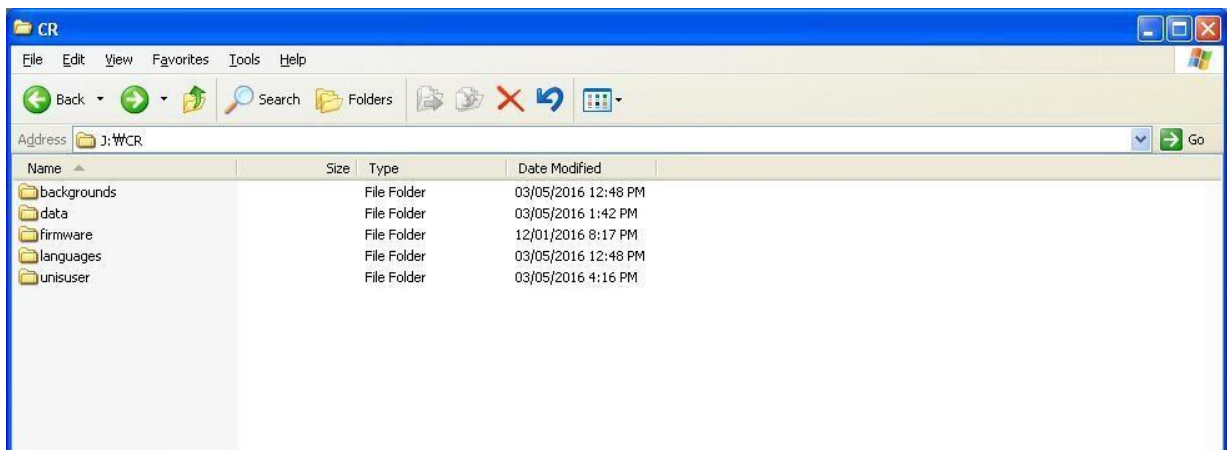 CR
File Edit View Favorites Tools Help
Back Search Folders
Address J:₩CR Go
Name Size Type Date Modified
backgrounds File Folder 03/05/2016 12:48 PM
data File Folder 03/05/2016 1:42 PM
firmware File Folder 12/01/2016 8:17 PM
languages File Folder 03/05/2016 12:48 PM
unisuser File Folder 03/05/2016 4:16 PM